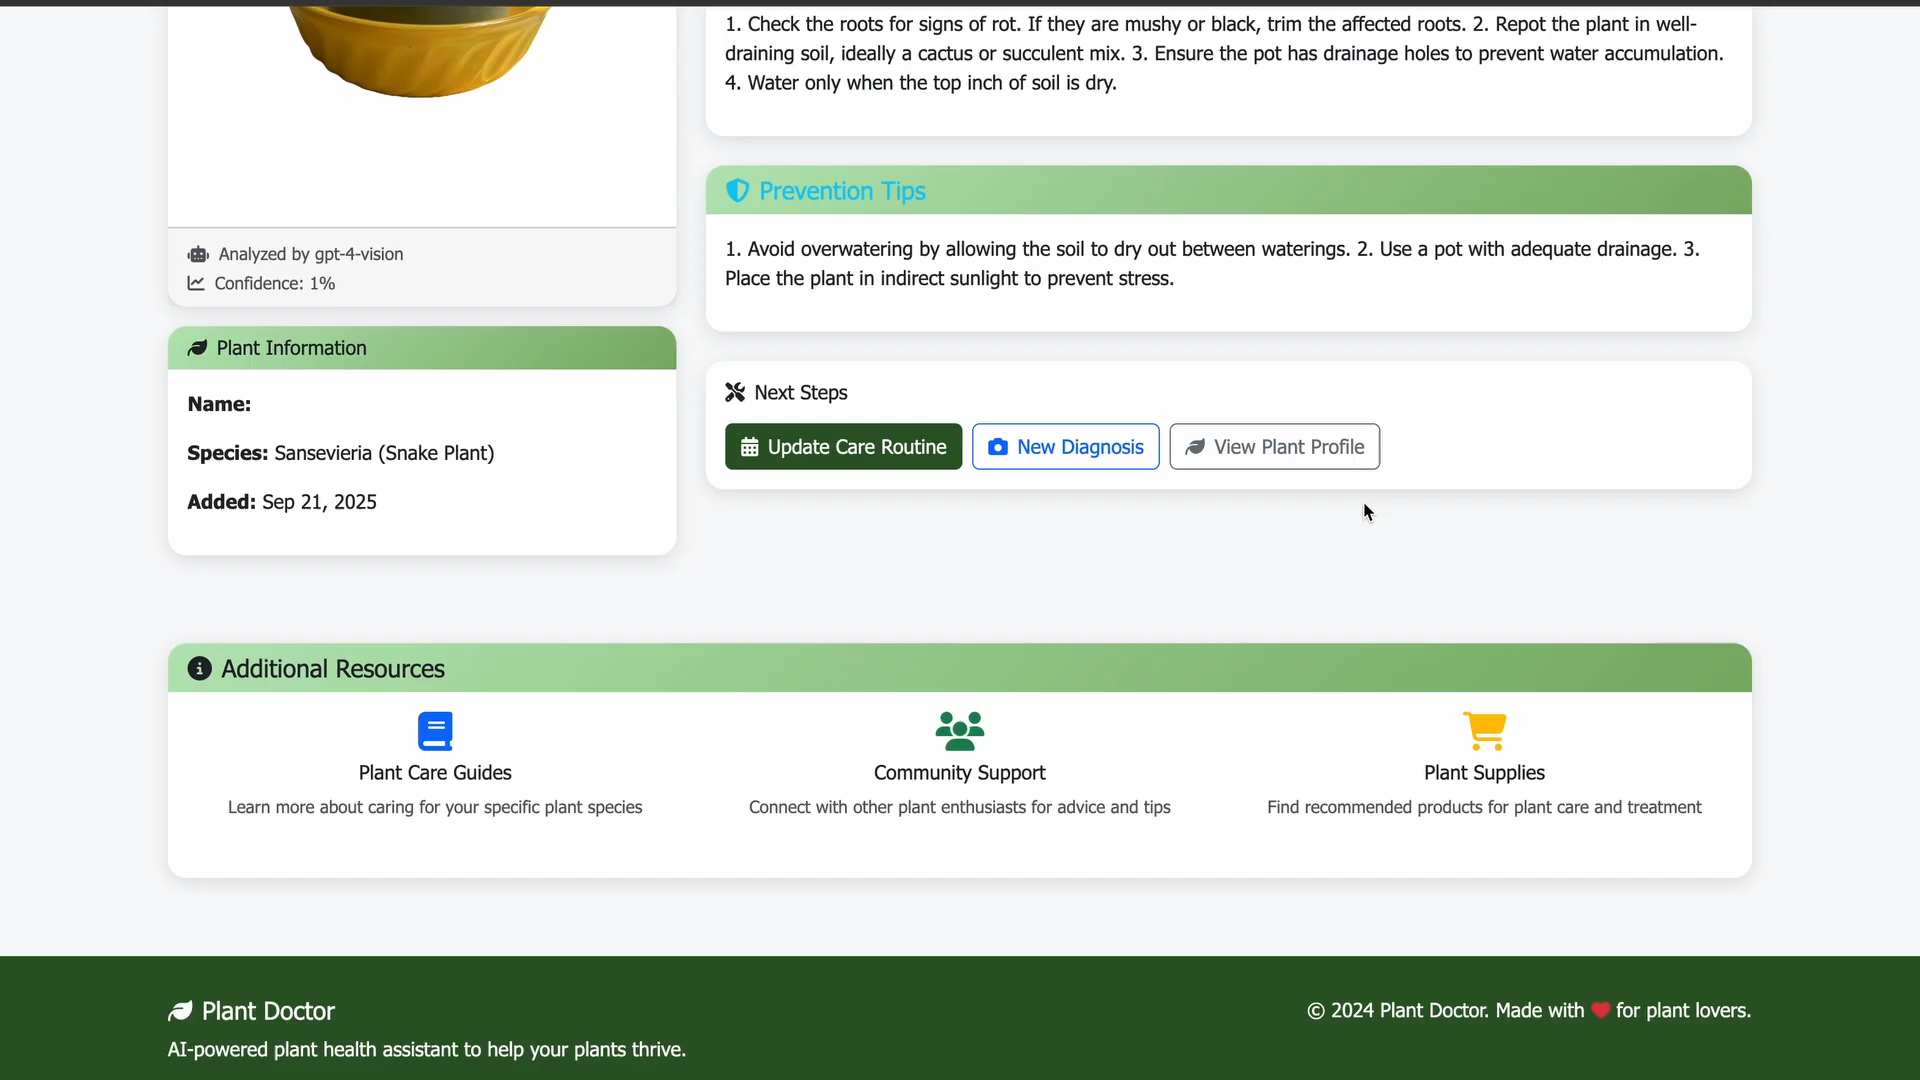 1. Check the roots for signs of rot. If they are mushy or black, trim the affected roots. 2. Repot the plant in well-
draining soil, ideally a cactus or succulent mix. 3. Ensure the pot has drainage holes to prevent water accumulation.
4. Water only when the top inch of soil is dry.
Prevention Tips
1. Avoid overwatering by allowing the soil to dry out between waterings. 2. Use a pot with adequate drainage. 3.
Place the plant in indirect sunlight to prevent stress.
Analyzed by gpt-4-vision
Confidence: 1%
Plant Information
Name:
Species: Sansevieria (Snake Plant)
Added: Sep 21, 2025
Next Steps
Update Care Routine
New Diagnosis
View Plant Profile
Additional Resources
Plant Care Guides
Learn more about caring for your specific plant species
Community Support
Connect with other plant enthusiasts for advice and tips
Plant Supplies
Find recommended products for plant care and treatment
Plant Doctor
AI-powered plant health assistant to help your plants thrive.
© 2024 Plant Doctor. Made with ❤ for plant lovers.